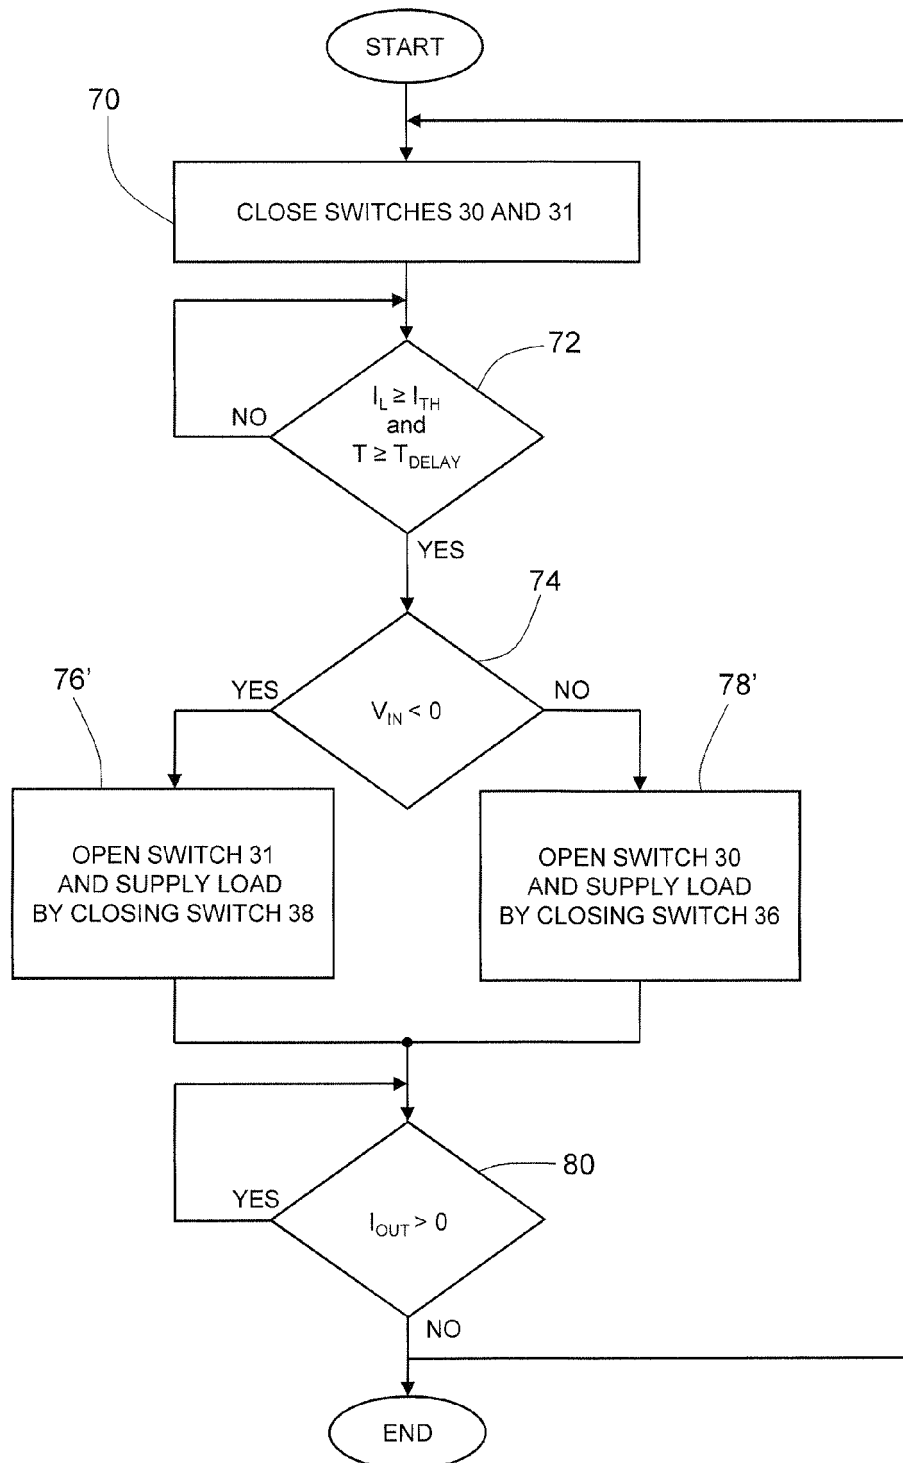 START
70
CLOSE SWITCHES 30 AND 31
72
I_L ≥ I_TH
and
T ≥ T_DELAY
NO
YES
74
76’
YES
V_IN < 0
NO
78’
OPEN SWITCH 31
AND SUPPLY LOAD
BY CLOSING SWITCH 38
OPEN SWITCH 30
AND SUPPLY LOAD
BY CLOSING SWITCH 36
80
YES
I_OUT > 0
NO
END